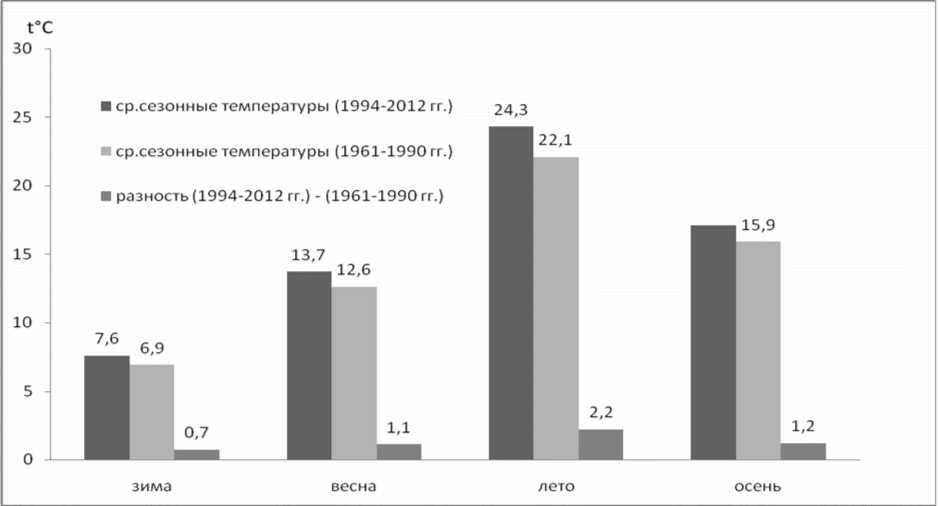 t°C
30
25
20
15
10
5
0
ср.сезонные температуры (1994-2012 гг.)
ср.сезонные температуры (1961-1990 гг.)
разность (1994-2012 гг.) - (1961-1990 гг.)
7,6
6,9
0,7
13,7
12,6
1,1
24,3
22,1
2,2
15,9
1,2
зима
весна
лето
осень